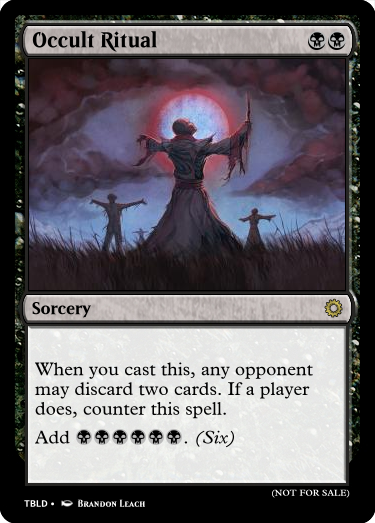 Occult Ritual
Sorcery
When you cast this, any opponent
may discard two cards. If a player
does, counter this spell.
Add . (Six)
(NOT FOR SALE)
TBLD • Brandon Leach